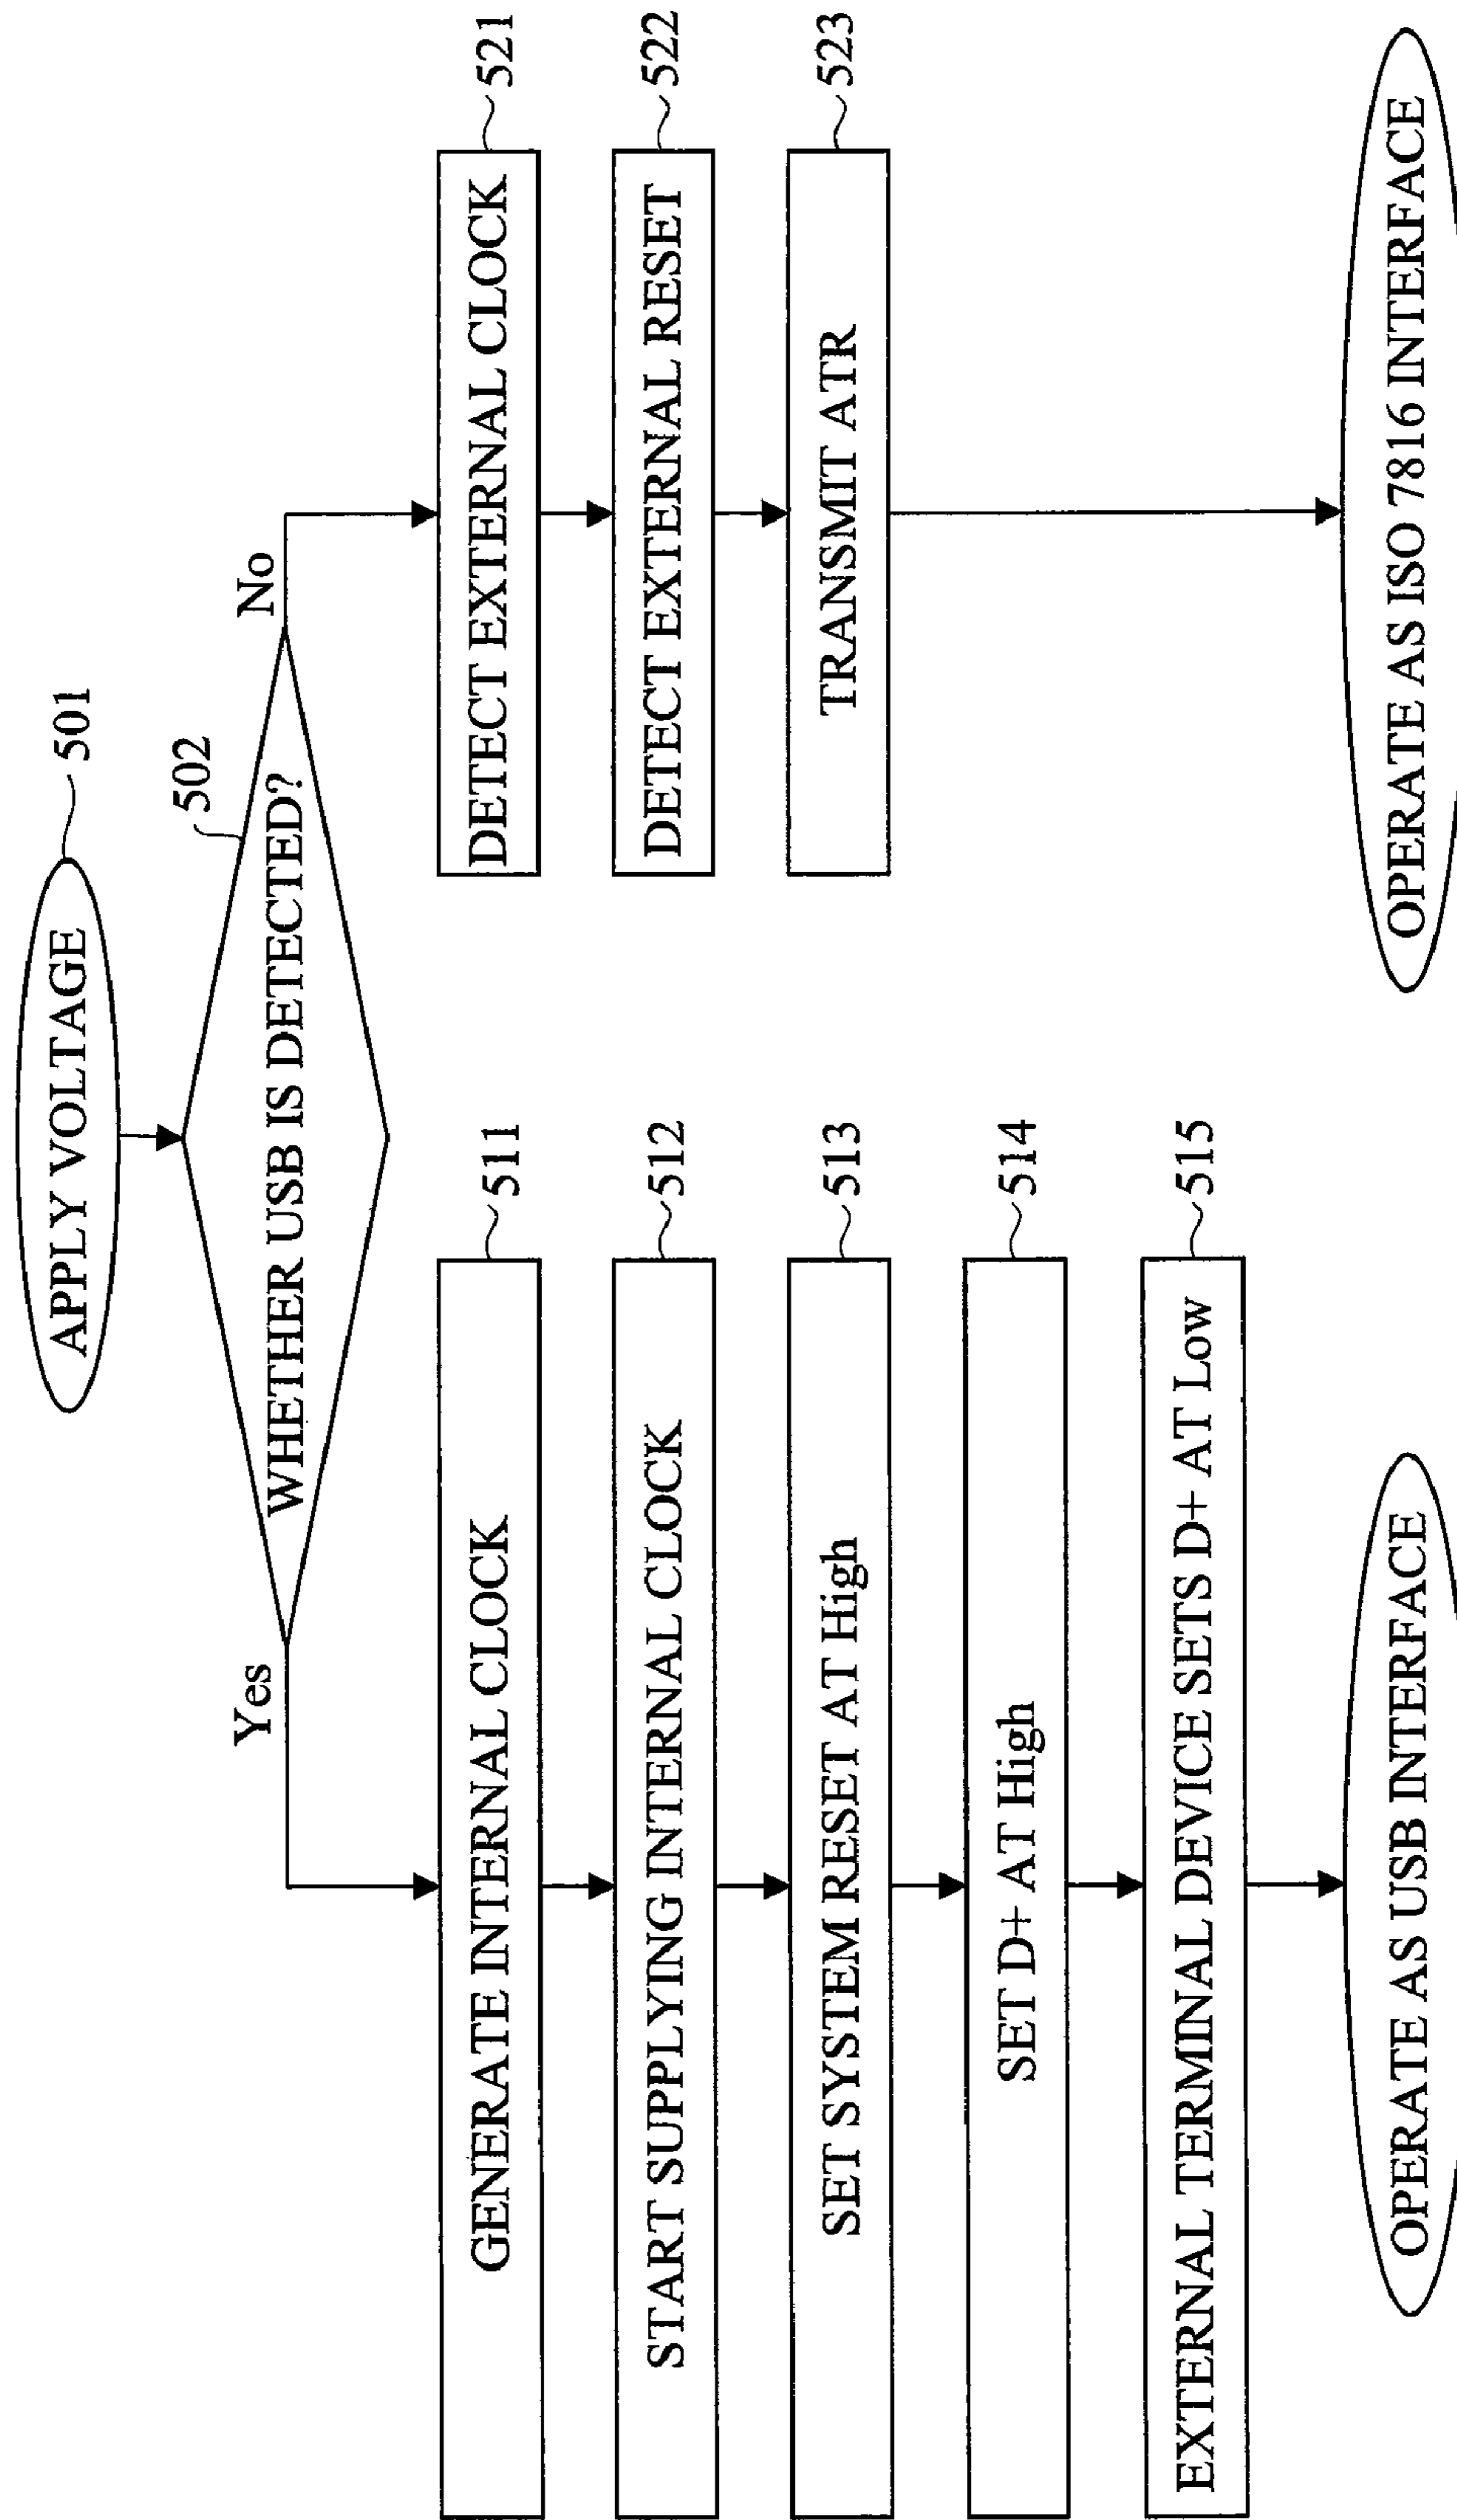 APPLY VOLTAGE
501
502
WHETHER USB IS DETECTED?
Yes
No
GENERATE INTERNAL CLOCK
511
START SUPPLYING INTERNAL CLOCK
512
SET SYSTEM RESET AT High
513
SET D+ AT High
514
EXTERNAL TERMINAL DEVICE SETS D+ AT Low
515
OPERATE AS USB INTERFACE
DETECT EXTERNAL CLOCK
521
DETECT EXTERNAL RESET
522
TRANSMIT ATR
523
OPERATE AS ISO 7816 INTERFACE